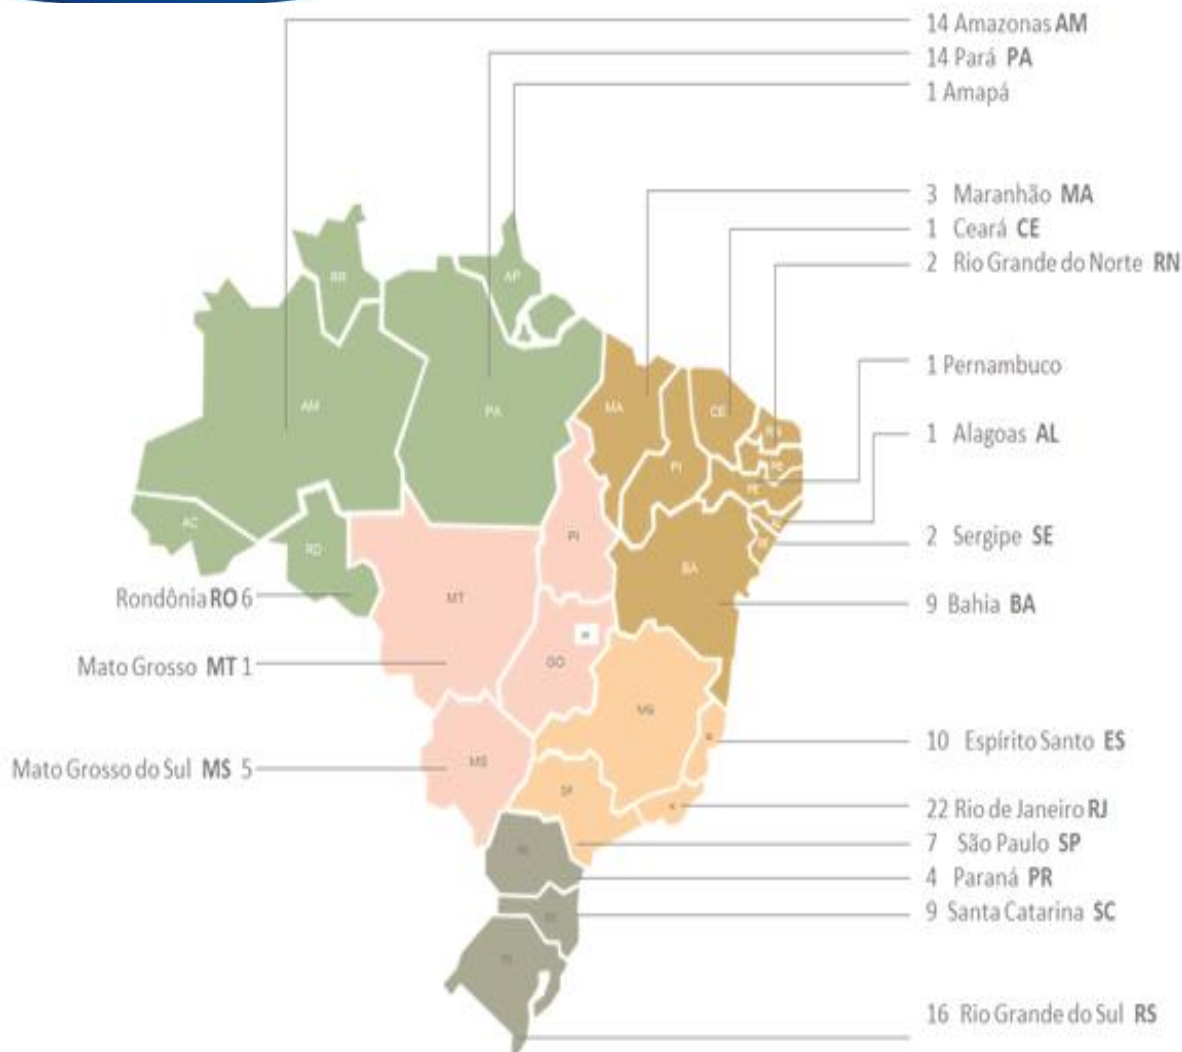 14 Amazonas AM
14 Pará PA
1 Amapá
3 Maranhão MA
1 Ceará CE
2 Rio Grande do Norte RN
1 Pernambuco
1 Alagoas AL
2 Sergipe SE
9 Bahia BA
10 Espírito Santo ES
22 Rio de Janeiro RJ
7 São Paulo SP
4 Paraná PR
9 Santa Catarina SC
16 Rio Grande do Sul RS
Rondônia RO 6
Mato Grosso MT 1
Mato Grosso do Sul MS 5
RR
AP
AM
PA
MA
CE
PI
AC
RO
PI
BA
MT
GO
MG
MS
SP